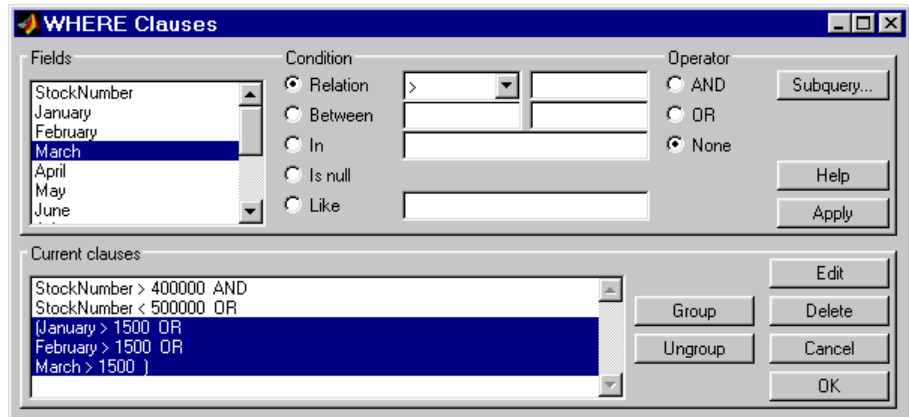 WHERE Clauses
Fields
Condition
Operator
StockNumber
January
February
March
April
May
June
Relation
>
Between
In
Is null
Like
AND
OR
None
Subquery...
Help
Apply
Current clauses
StockNumber > 400000 AND
StockNumber < 500000 OR
(January > 1500 OR
February > 1500 OR
March > 1500 )
Group
Ungroup
Edit
Delete
Cancel
OK